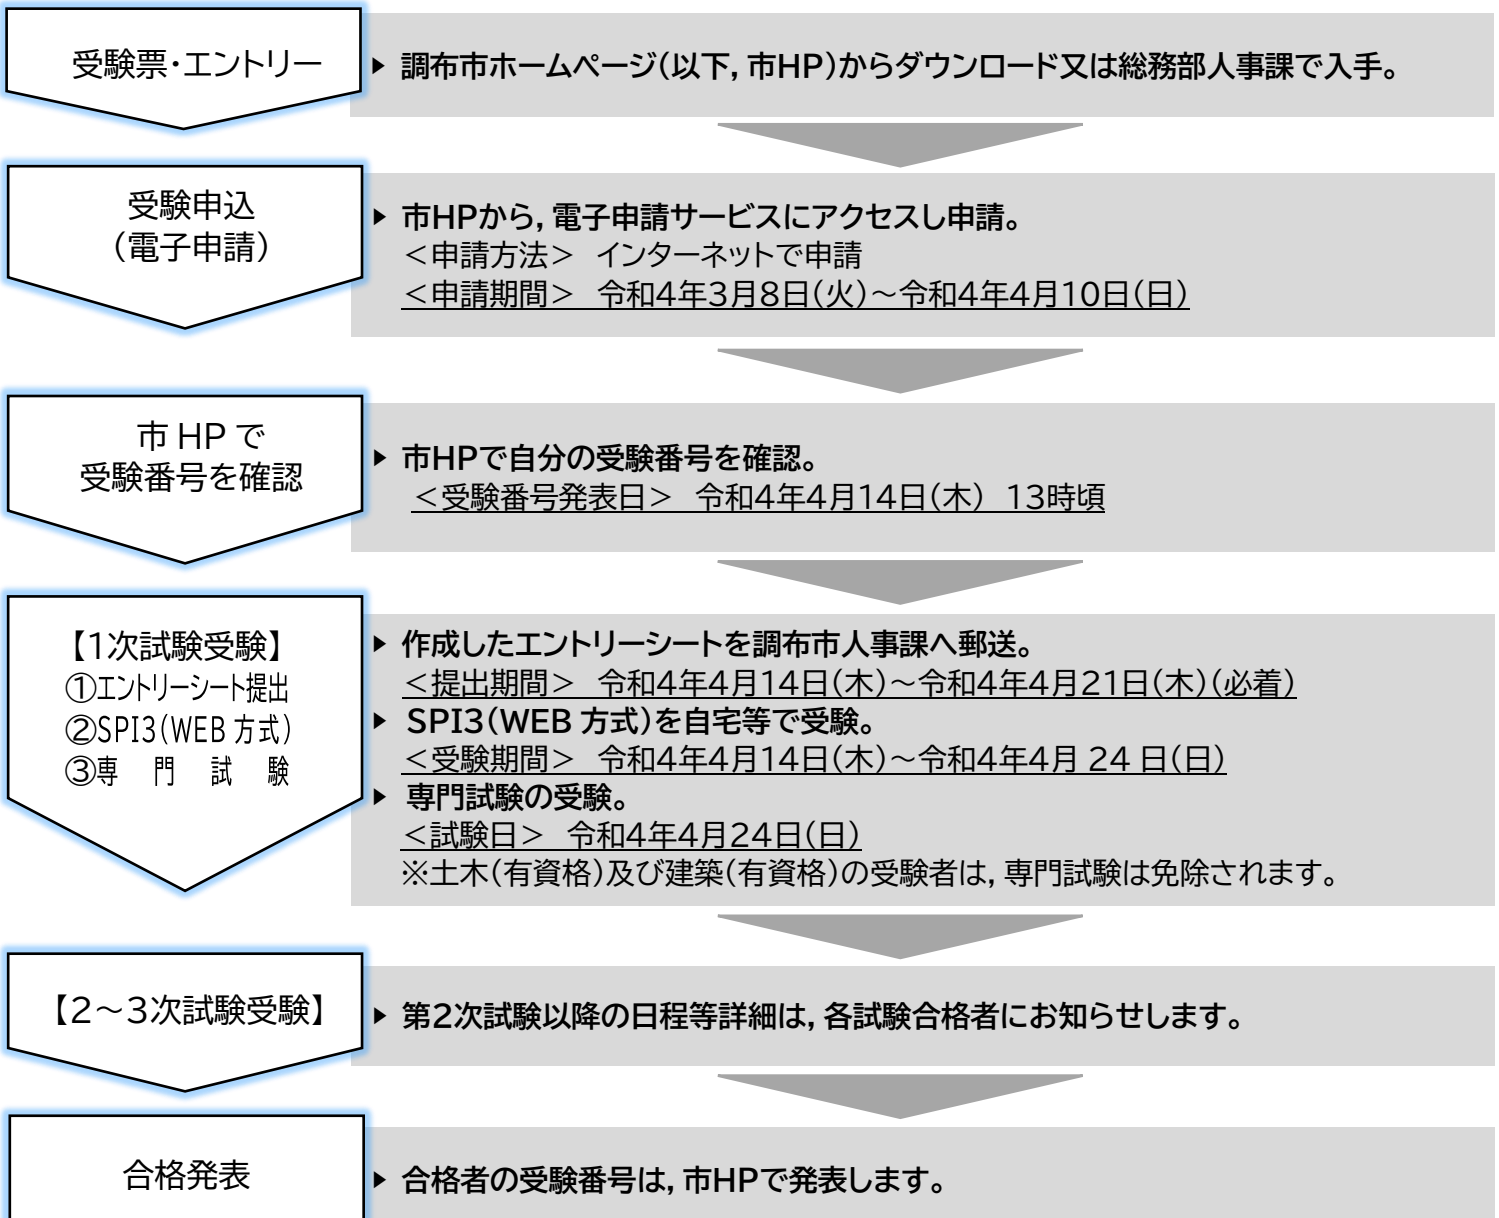 受験票・エントリー
▶ 調布市ホームページ（以下，市HP）からダウンロード又は総務部人事課で入手。
受験申込
（電子申請）
▶ 市HPから，電子申請サービスにアクセスし申請。
＜申請方法＞　インターネットで申請
＜申請期間＞　令和4年3月8日（火）～令和4年4月10日（日）
市 HP で
受験番号を確認
▶ 市HPで自分の受験番号を確認。
＜受験番号発表日＞　令和4年4月14日（木）　13時頃
【1次試験受験】
①エントリーシート提出
②SPI3（WEB 方式）
③専　門　試　験
▶ 作成したエントリーシートを調布市人事課へ郵送。
＜提出期間＞　令和4年4月14日（木）～令和4年4月21日（木）（必着）
▶ SPI3（WEB 方式）を自宅等で受験。
＜受験期間＞　令和4年4月14日（木）～令和4年4月 24 日（日）
▶ 専門試験の受験。
＜試験日＞　令和4年4月24日（日）
※土木（有資格）及び建築（有資格）の受験者は，専門試験は免除されます。
【2～3次試験受験】
▶ 第2次試験以降の日程等詳細は，各試験合格者にお知らせします。
合格発表
▶ 合格者の受験番号は，市HPで発表します。